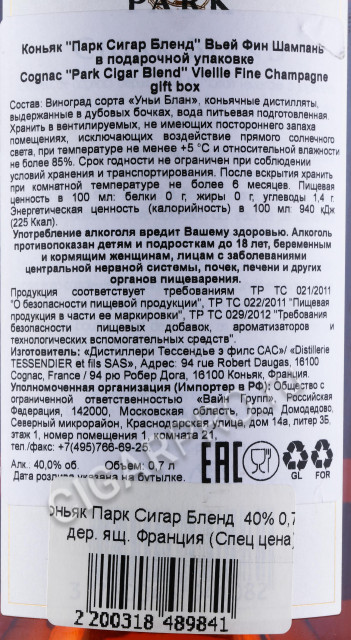 PARK
Коньяк "Парк Сигар Бленд" Вьей Фин Шампань
в подарочной упаковке
Cognac "Park Cigar Blend" Vieille Fine Champagne
gift box
Состав: Виноград сорта «Уньи Блан», коньячные дистилляты,
выдержанные в дубовых бочках, вода питьевая подготовленная.
Хранить в вентилируемых, не имеющих постороннего запаха
помещениях, исключающих воздействие прямого солнечного
света, при температуре не менее +5 °С и относительной влажности
не более 85%. Срок годности не ограничен при соблюдении
условий хранения и транспортирования. После вскрытия хранить
при комнатной температуре не более 6 месяцев. Пищевая
ценность в 100 мл: белки 0 г, жиры 0 г, углеводы 1,4 г.
Энергетическая ценность (калорийность) в 100 мл: 940 кДж
(225 Ккал).
Употребление алкоголя вредит Вашему здоровью. Алкоголь
противопоказан детям и подросткам до 18 лет, беременным
и кормящим женщинам, лицам с заболеваниями
центральной нервной системы, почек, печени и других
органов пищеварения.
Продукция соответствует требованиям ТР ТС 021/2011
"О безопасности пищевой продукции", ТР ТС 022/2011 "Пищевая
продукция в части ее маркировки", ТР ТС 029/2012 "Требования
безопасности пищевых добавок, ароматизаторов и
технологических вспомогательных средств".
Изготовитель: «Дистиллери Тессендье э филс САС»/ «Distillerie
TESSENDIER et fils SAS», Адрес: 94 rue Robert Daugas, 16100
Cognac, France / 94 рю Робер Дога, 16100 Коньяк, Франция.
Уполномоченная организация (Импортер в РФ): Общество с
ограниченной ответственностью «Вайн Групп», Российская
Федерация, 142000, Московская область, город Домодедово,
Северный микрорайон, Краснодарская улица, дом 14а, литер 3Б,
этаж 1, номер помещения 1, комната 21.
тел./факс: +7(495)766-69-25
Алк.: 40,0% об. Объем: 0,7 л
Дата розлива указана на бутылке.
EAC
GL FOR
Коньяк Парк Сигар Бленд 40% 0,7
дер. ящ. Франция (Спец цена)
2 200318 489841